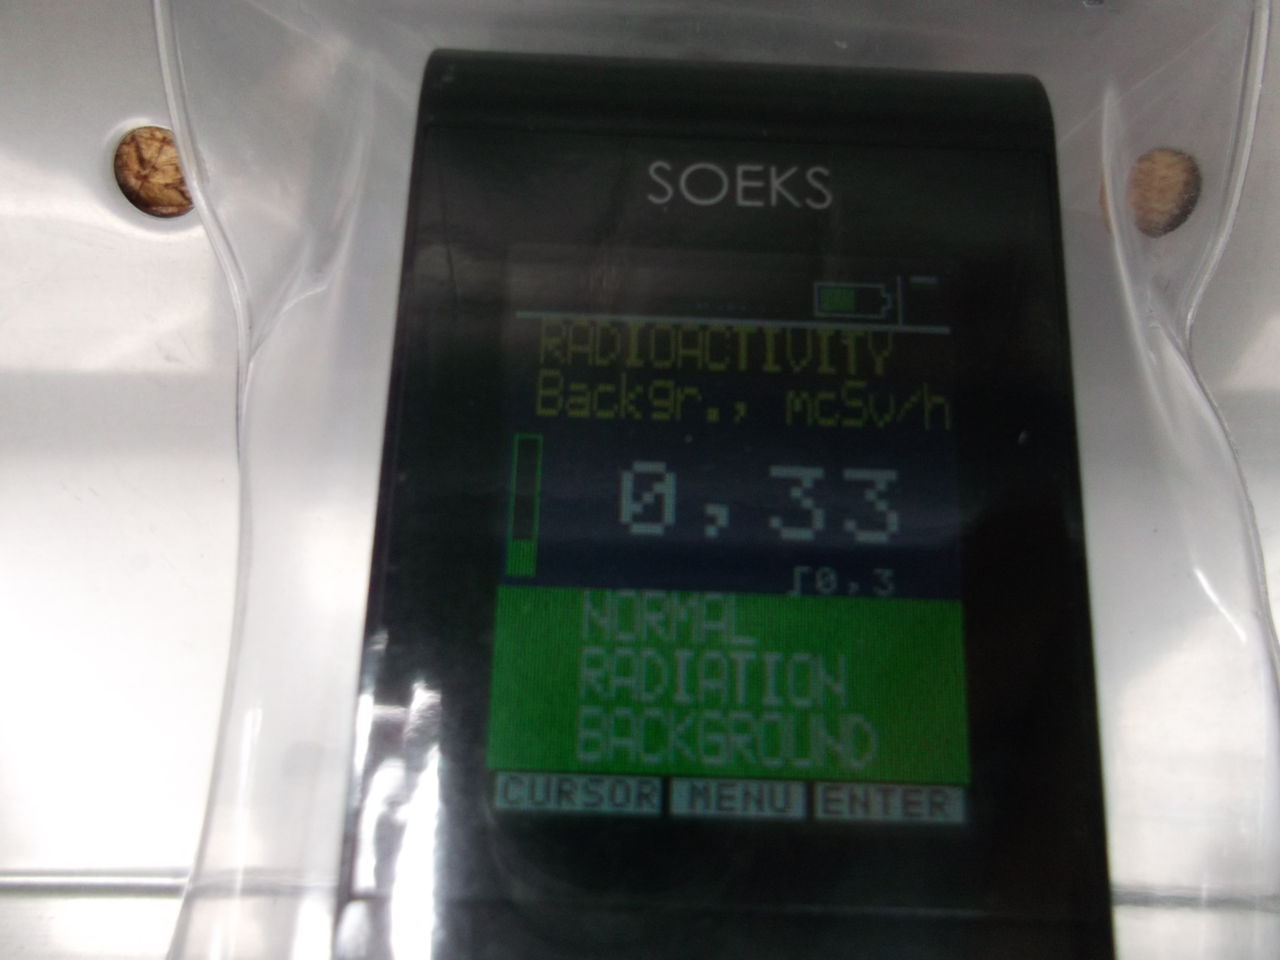 SOEKS
RADIOACTIVITY
Backgr., mcSv/h
0,33
∫0,3
NORMAL
RADIATION
BACKGROUND
CURSOR MENU ENTER